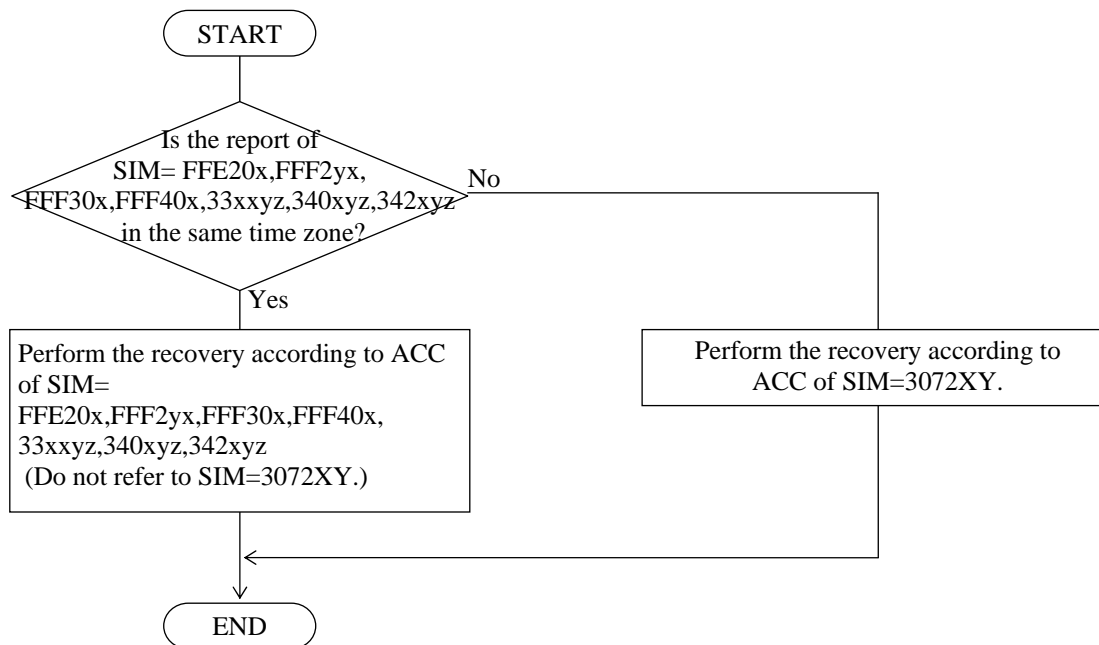 START
Is the report of
SIM= FFE20x,FFF2yx,
FFF30x,FFF40x,33xxyz,340xyz,342xyz
in the same time zone?
No
Yes
Perform the recovery according to ACC
of SIM=
FFE20x,FFF2yx,FFF30x,FFF40x,
33xxyz,340xyz,342xyz
(Do not refer to SIM=3072XY.)
Perform the recovery according to
ACC of SIM=3072XY.
END